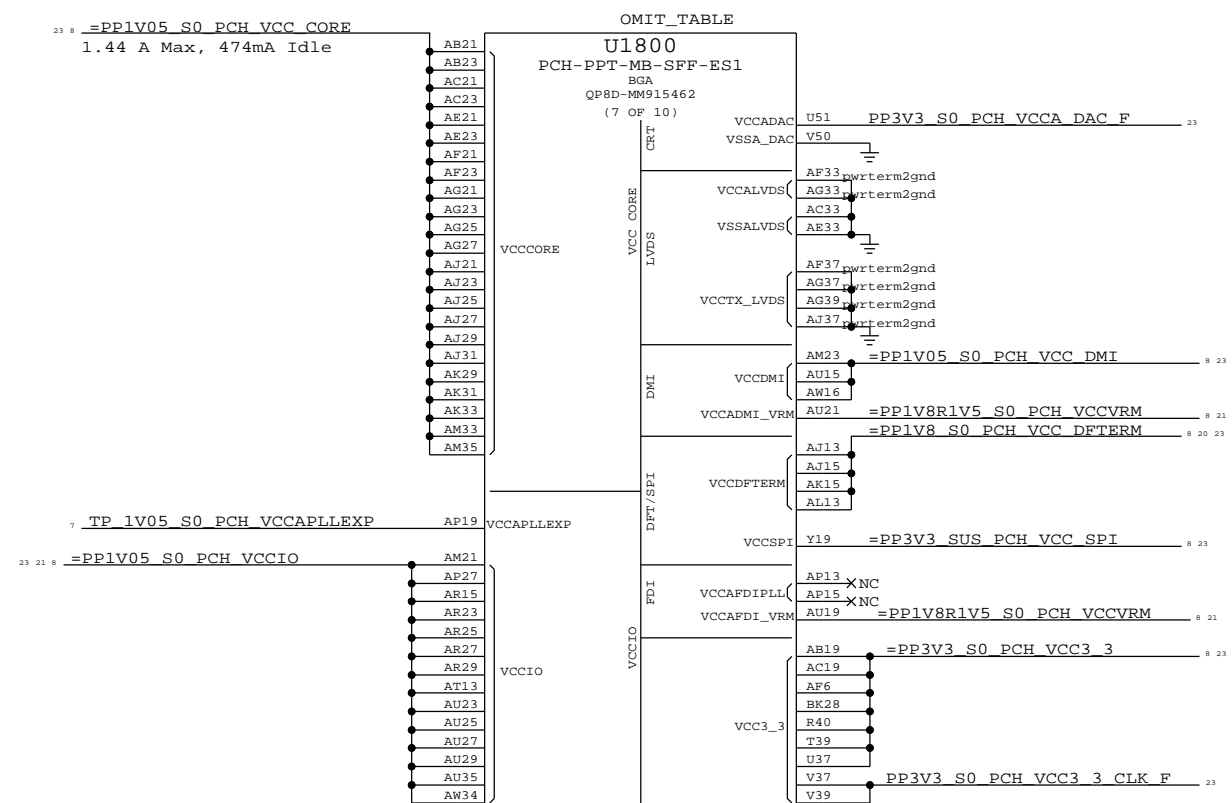 OMIT_TABLE
U1800
PCH-PPT-MB-SFF-ES1
BGA
QP8D-MM915462
(7 OF 10)
23 8 =PP1V05_S0_PCH_VCC_CORE
1.44 A Max, 474mA Idle
AB21
AB23
AC21
AC23
AE21
AE23
AF21
AF23
AG21
AG23
AG25
AG27
AJ21
AJ23
AJ25
AJ27
AJ29
AJ31
AK29
AK31
AK33
AM33
AM35
VCCCORE
7 TP_1V05_S0_PCH_VCCAPLLEXP AP19 VCCAPLLEXP
23 21 8 =PP1V05_S0_PCH_VCCIO AM21
AP27
AR15
AR23
AR25
AR27
AR29
AT13
AU23
AU25
AU27
AU29
AU35
AW34
VCCIO
VCC CORE
VCCIO
CRT
LVDS
DMI
DFT/SPI
FDI
VCCADAC U51 PP3V3_S0_PCH_VCCA_DAC_F 23
VSSA_DAC V50
VCCALVDS
AF33 pwrterm2gnd
AG33 pwrterm2gnd
VSSALVDS
AC33
AE33
VCCTX_LVDS
AF37 pwrterm2gnd
AG37 pwrterm2gnd
AG39 pwrterm2gnd
AJ37 pwrterm2gnd
VCCDMI
AM23 =PP1V05_S0_PCH_VCC_DMI 8 23
AU15
AW16
VCCADMI_VRM AU21 =PP1V8R1V5_S0_PCH_VCCVRM 8 21
=PP1V8_S0_PCH_VCC_DFTERM 8 20 23
VCCDFTERM
AJ13
AJ15
AK15
AL13
VCCSPI Y19 =PP3V3_SUS_PCH_VCC_SPI 8 23
VCCAFDIPLL
AP13 NC
AP15 NC
VCCAFDI_VRM AU19 =PP1V8R1V5_S0_PCH_VCCVRM 8 21
VCC3_3
AB19 =PP3V3_S0_PCH_VCC3_3 8 23
AC19
AF6
BK28
R40
T39
U37
V37 PP3V3_S0_PCH_VCC3_3_CLK_F 23
V39